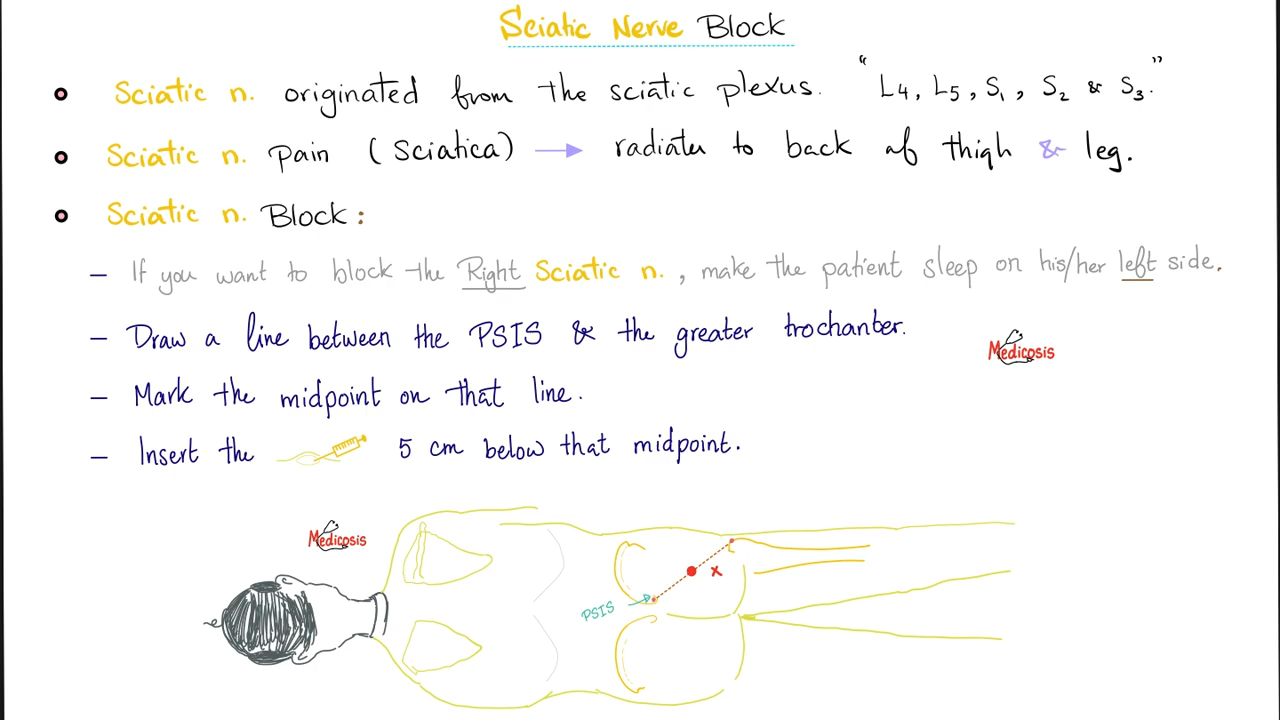 Sciatic Nerve Block
Sciatic n. originated from the sciatic plexus. "L4, L5, S1, S2 & S3."
Sciatic n. pain (Sciatica) → radiates to back of thigh & leg.
Sciatic n. Block:
– If you want to block the Right Sciatic n., make the patient sleep on his/her left side.
– Draw a line between the PSIS & the greater trochanter.
Medicosis
– Mark the midpoint on that line.
– Insert the 5 cm below that midpoint.
Medicosis
x
PSIS